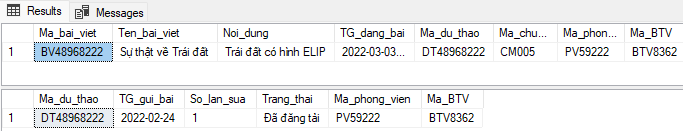 Results Messages
Ma_bai_viet Ten_bai_viet Noi_dung TG_dang_bai Ma_du_thao Ma_chu... Ma_phon... Ma_BTV
1 BV48968222 Sự thật về Trái đất Trái đất có hình ELIP 2022-03-03... DT48968222 CM005 PV59222 BTV8362
Ma_du_thao TG_gui_bai So_lan_sua Trang_thai Ma_phong_vien Ma_BTV
1 DT48968222 2022-02-24 1 Đã đăng tải PV59222 BTV8362